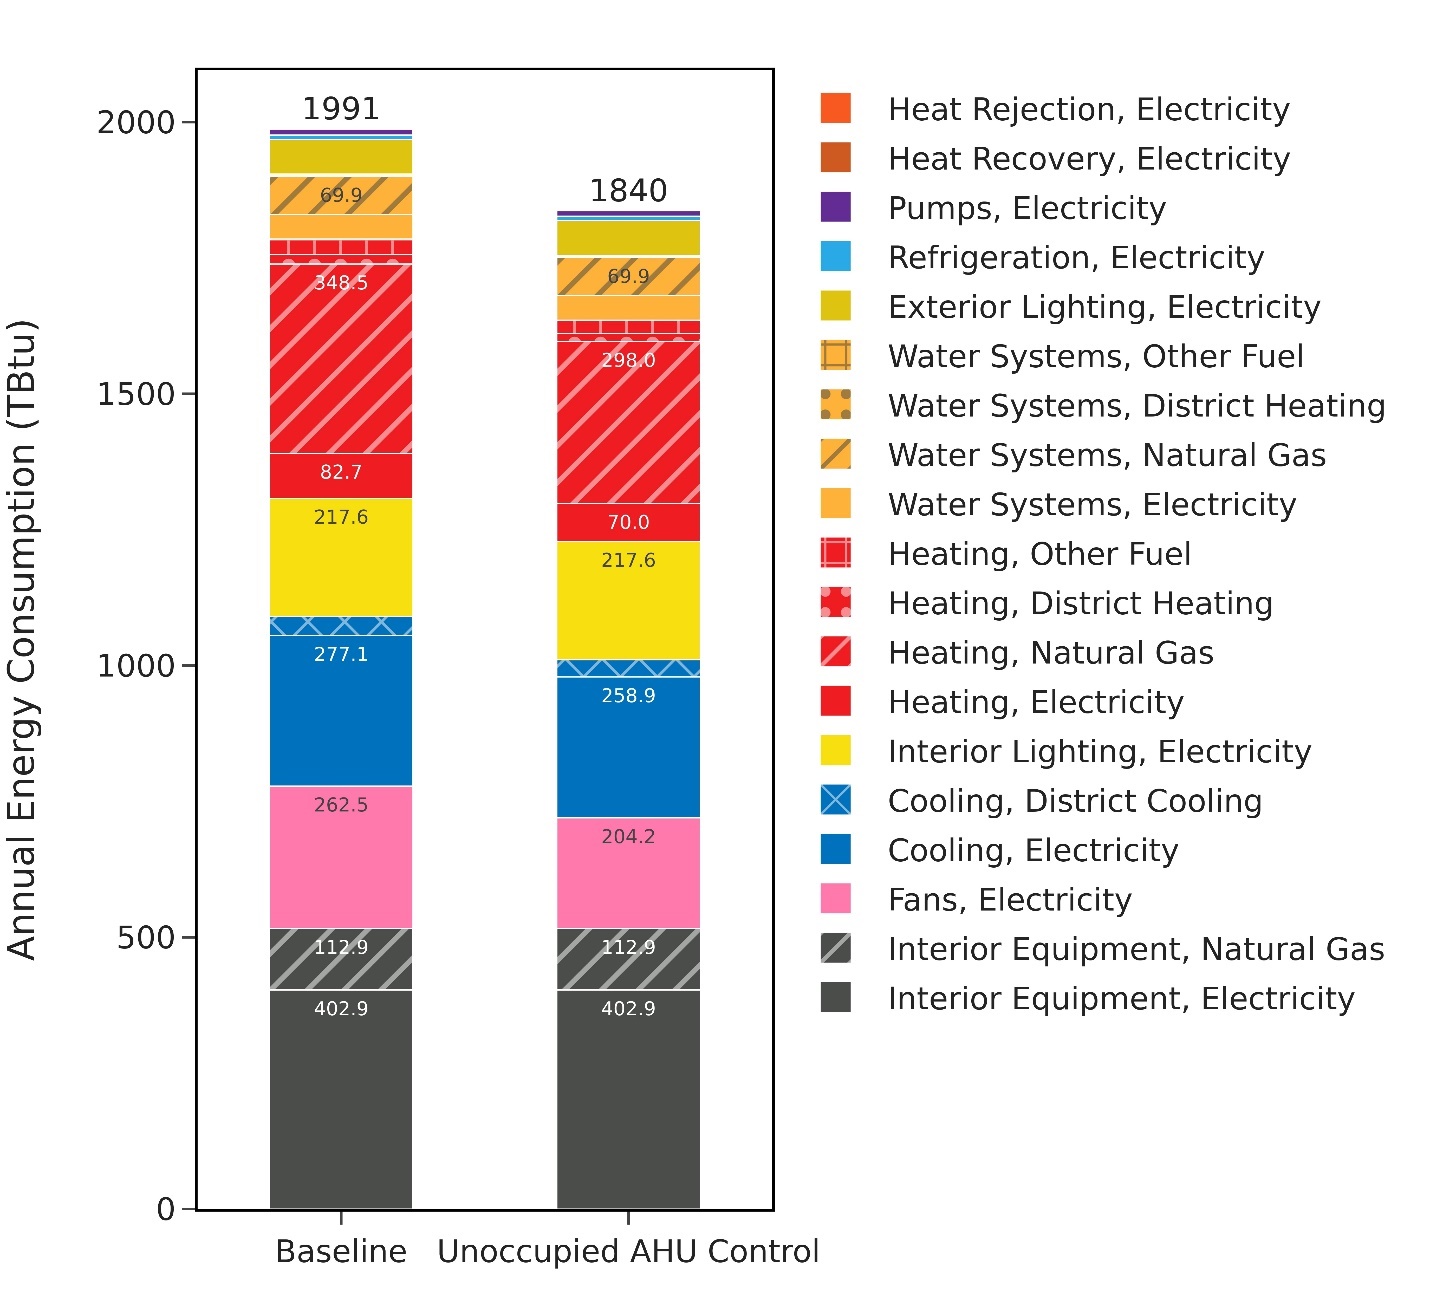 Annual Energy Consumption (TBtu)
2000
1500
1000
500
0
1991
69.9
348.5
82.7
217.6
277.1
262.5
112.9
402.9
Baseline
1840
69.9
298.0
70.0
217.6
258.9
204.2
112.9
402.9
Unoccupied AHU Control
Heat Rejection, Electricity
Heat Recovery, Electricity
Pumps, Electricity
Refrigeration, Electricity
Exterior Lighting, Electricity
Water Systems, Other Fuel
Water Systems, District Heating
Water Systems, Natural Gas
Water Systems, Electricity
Heating, Other Fuel
Heating, District Heating
Heating, Natural Gas
Heating, Electricity
Interior Lighting, Electricity
Cooling, District Cooling
Cooling, Electricity
Fans, Electricity
Interior Equipment, Natural Gas
Interior Equipment, Electricity